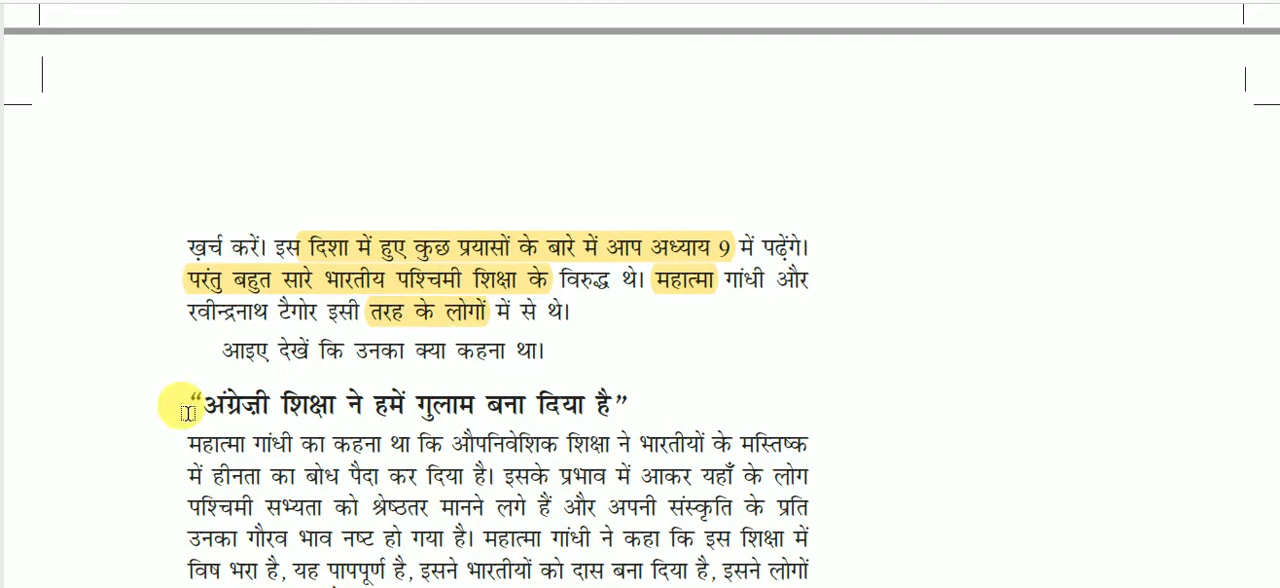 ख़र्च करें। इस दिशा में हुए कुछ प्रयासों के बारे में आप अध्याय 9 में पढ़ेंगे।
परंतु बहुत सारे भारतीय पश्चिमी शिक्षा के विरुद्ध थे। महात्मा गांधी और
रवीन्द्रनाथ टैगोर इसी तरह के लोगों में से थे।
आइए देखें कि उनका क्या कहना था।
“अंग्रेज़ी शिक्षा ने हमें गुलाम बना दिया है”
महात्मा गांधी का कहना था कि औपनिवेशिक शिक्षा ने भारतीयों के मस्तिष्क
में हीनता का बोध पैदा कर दिया है। इसके प्रभाव में आकर यहाँ के लोग
पश्चिमी सभ्यता को श्रेष्ठतर मानने लगे हैं और अपनी संस्कृति के प्रति
उनका गौरव भाव नष्ट हो गया है। महात्मा गांधी ने कहा कि इस शिक्षा में
विष भरा है, यह पापपूर्ण है, इसने भारतीयों को दास बना दिया है, इसने लोगों